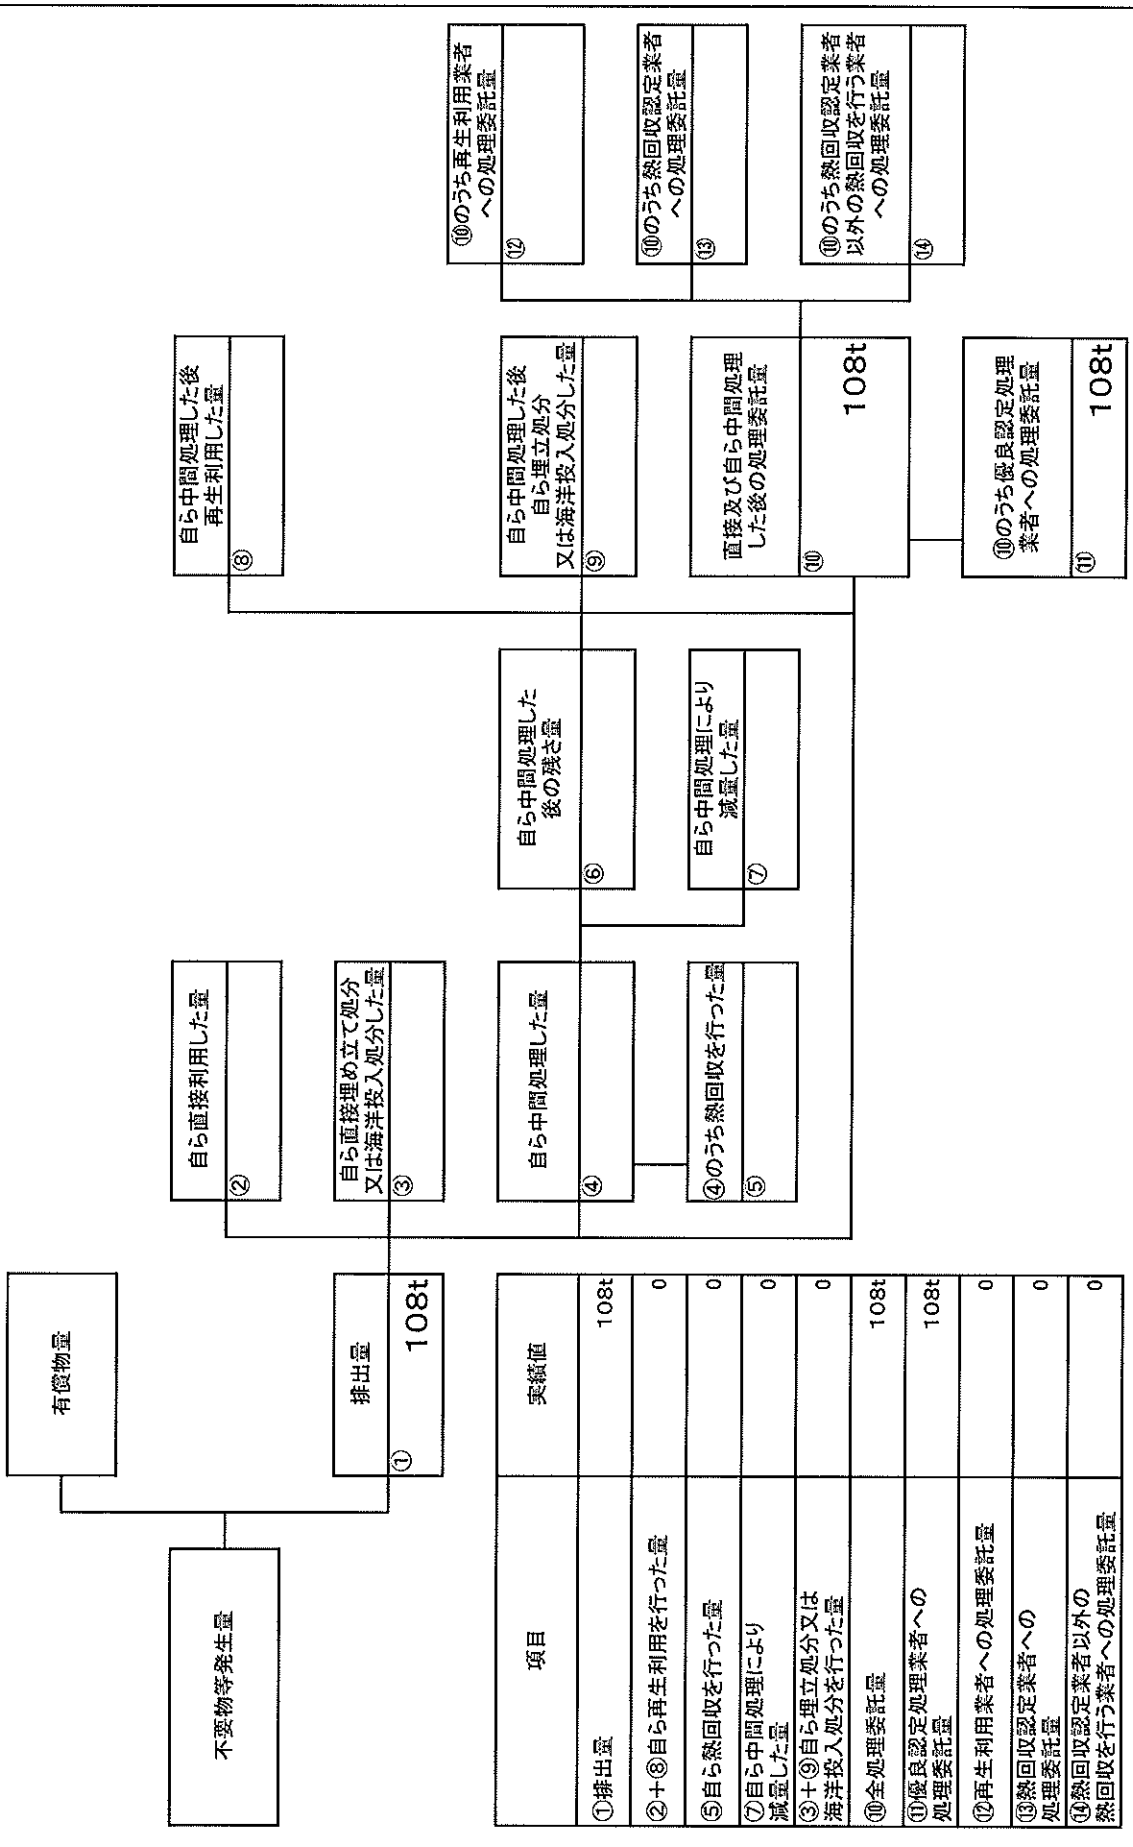 不要物等発生量
有償物量
排出量
①
108t
自ら直接利用した量
②
自ら直接埋め立て処分
又は海洋投入処分した量
③
自ら中間処理した量
④
④のうち熱回収を行った量
⑤
自ら中間処理した
後の残さ量
⑥
自ら中間処理により
減量した量
⑦
自ら中間処理した後
再生利用した量
⑧
自ら中間処理した後
自ら埋立処分
又は海洋投入処分した量
⑨
直接及び自ら中間処理
した後の処理委託量
⑩
108t
⑩のうち優良認定処理
業者への処理委託量
⑪
108t
⑩のうち再生利用業者
への処理委託量
⑫
⑩のうち熱回収認定業者
への処理委託量
⑬
⑩のうち熱回収認定業者
以外の熱回収を行う業者
への処理委託量
⑭
項目 実績値
①排出量 108t
②+⑧自ら再生利用を行った量 0
⑤自ら熱回収を行った量 0
⑦自ら中間処理により
減量した量 0
③+⑨自ら埋立処分又は
海洋投入処分を行った量 0
⑩全処理委託量 108t
⑪優良認定処理業者への
処理委託量 108t
⑫再生利用業者への処理委託量 0
⑬熱回収認定業者への
処理委託量 0
⑭熱回収認定業者以外の
熱回収を行う業者への処理委託量 0